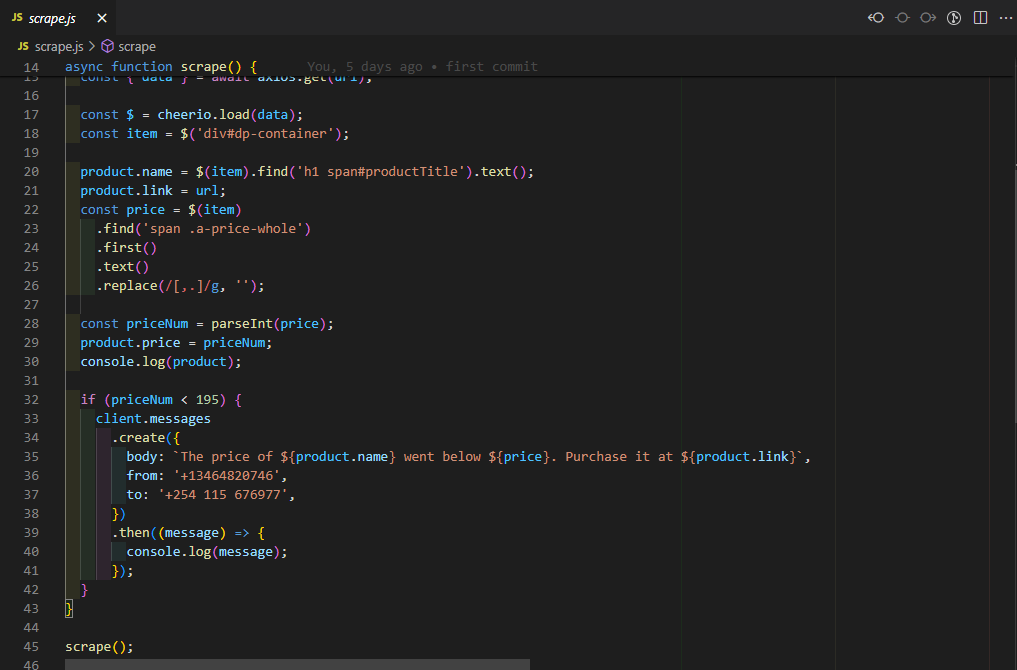 JS scrape.js
JS scrape.js > scrape
14 async function scrape() { You, 5 days ago • first commit
15 const { data } = await axios.get(url);
16
17 const $ = cheerio.load(data);
18 const item = $('div#dp-container');
19
20 product.name = $(item).find('h1 span#productTitle').text();
21 product.link = url;
22 const price = $(item)
23 .find('span .a-price-whole')
24 .first()
25 .text()
26 .replace(/[,.]/g, '');
27
28 const priceNum = parseInt(price);
29 product.price = priceNum;
30 console.log(product);
31
32 if (priceNum < 195) {
33 client.messages
34 .create({
35 body: `The price of ${product.name} went below ${price}. Purchase it at ${product.link}`,
36 from: '+13464820746',
37 to: '+254 115 676977',
38 })
39 .then((message) => {
40 console.log(message);
41 });
42 }
43 }
44
45 scrape();
46